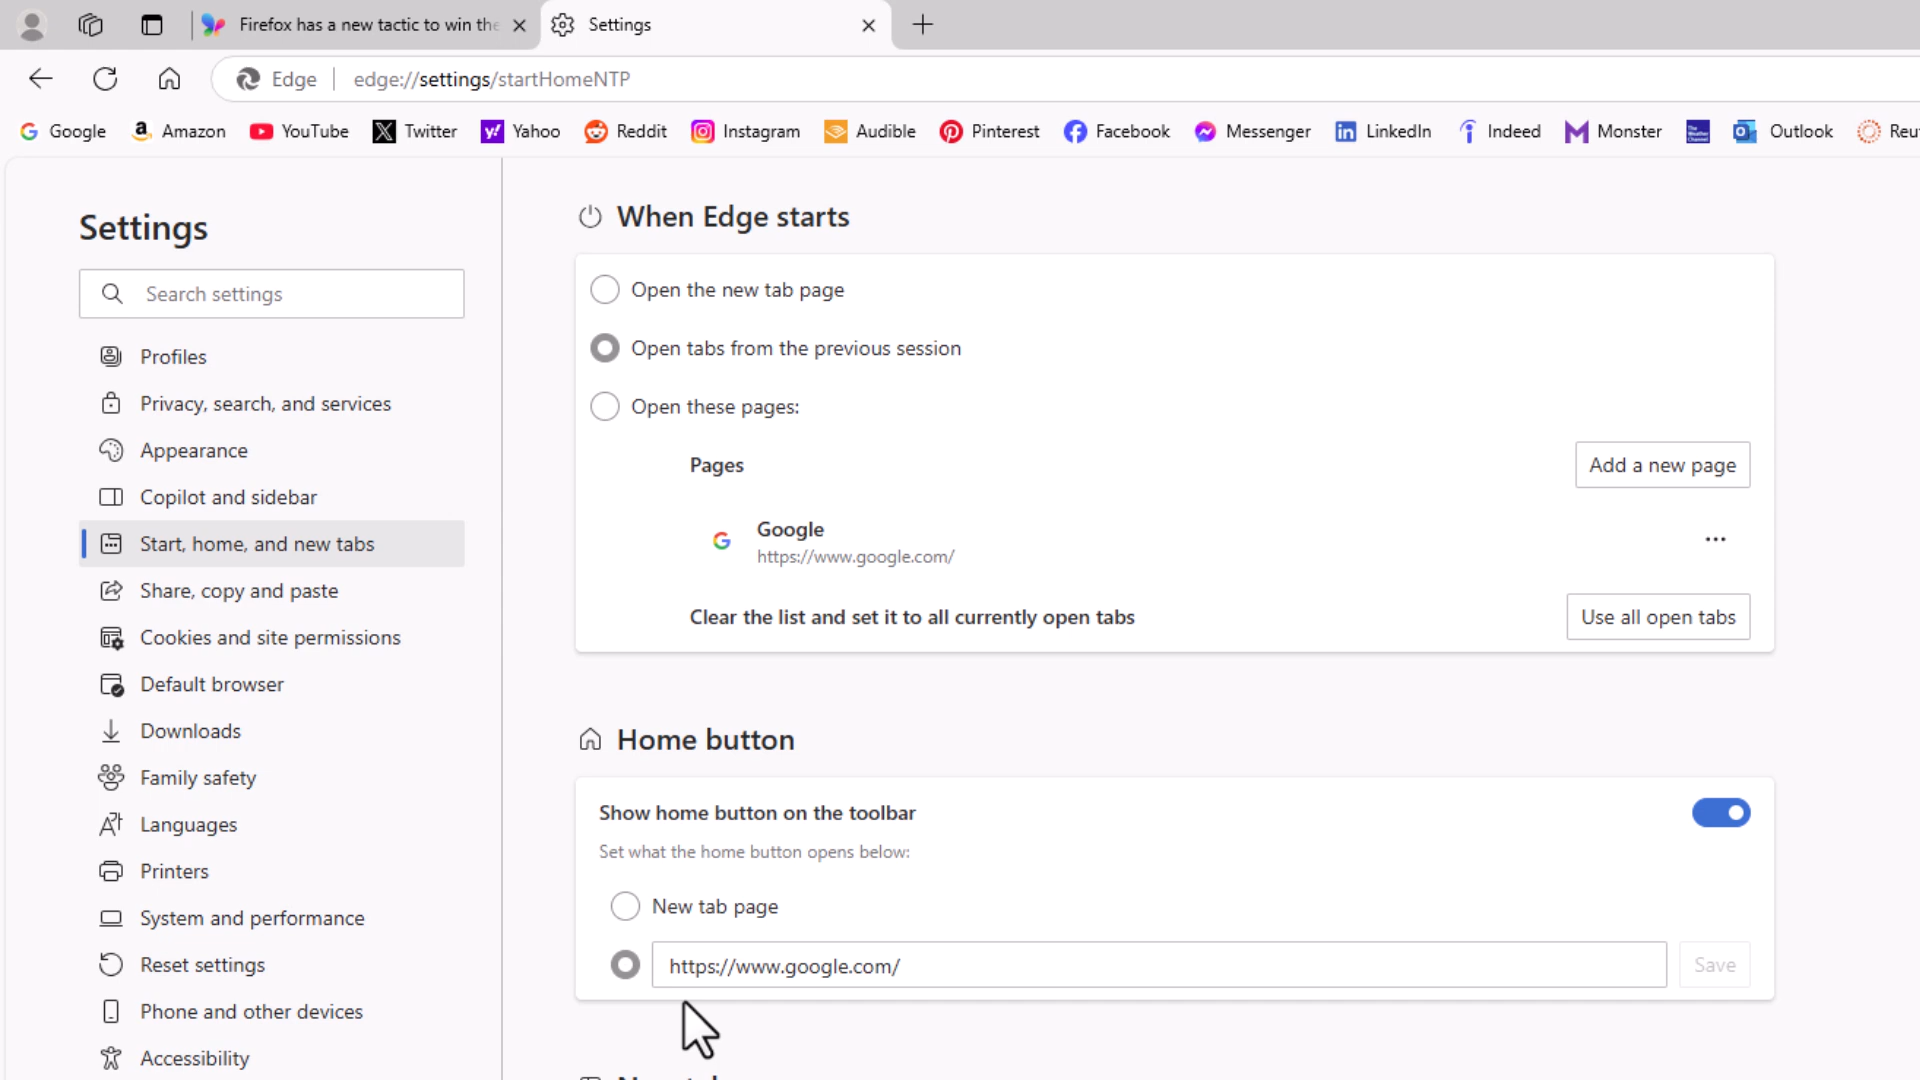 Firefox has a new tactic to win the
Settings
Edge
edge://settings/startHomeNTP
Google
Amazon
YouTube
Twitter
Yahoo
Reddit
Instagram
Audible
Pinterest
Facebook
Messenger
LinkedIn
Indeed
Monster
Outlook
Reu
Settings
Search settings
Profiles
Privacy, search, and services
Appearance
Copilot and sidebar
Start, home, and new tabs
Share, copy and paste
Cookies and site permissions
Default browser
Downloads
Family safety
Languages
Printers
System and performance
Reset settings
Phone and other devices
Accessibility
When Edge starts
Open the new tab page
Open tabs from the previous session
Open these pages:
Pages
Add a new page
Google
https://www.google.com/
Clear the list and set it to all currently open tabs
Use all open tabs
Home button
Show home button on the toolbar
Set what the home button opens below:
New tab page
https://www.google.com/
Save